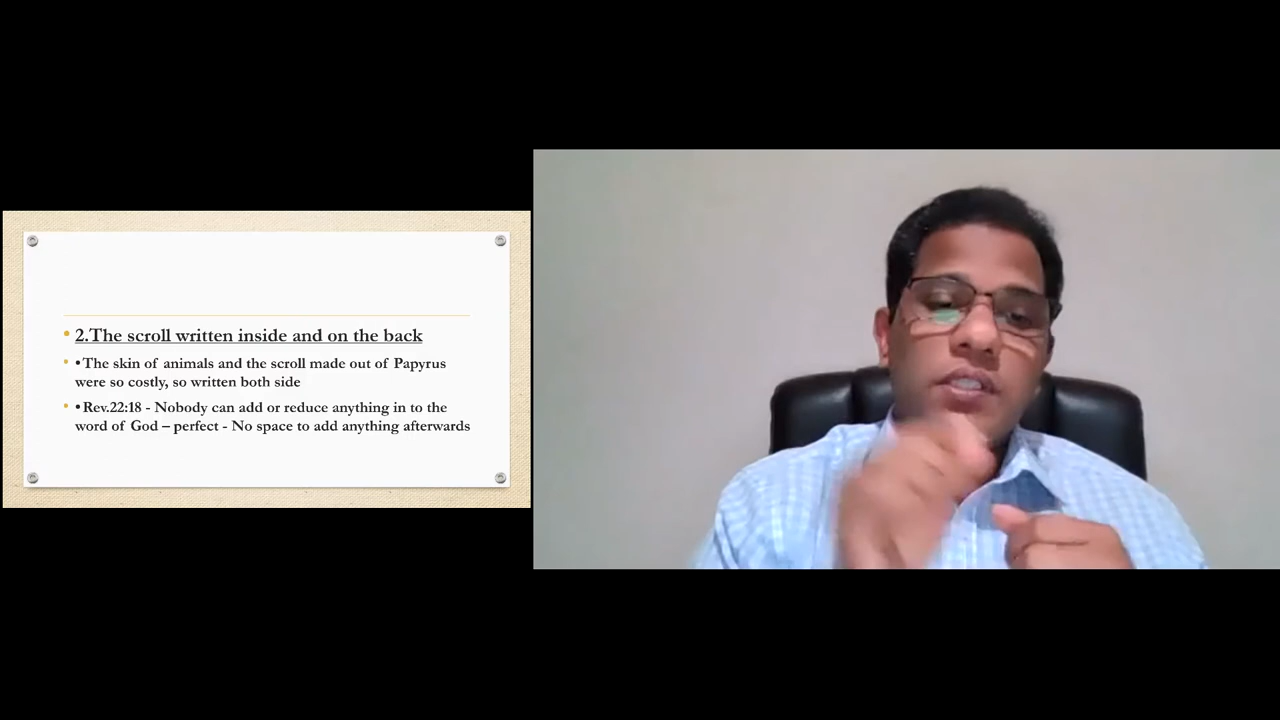 • 2.The scroll written inside and on the back
• •The skin of animals and the scroll made out of Papyrus
were so costly, so written both side
• •Rev.22:18 - Nobody can add or reduce anything in to the
word of God – perfect - No space to add anything afterwards